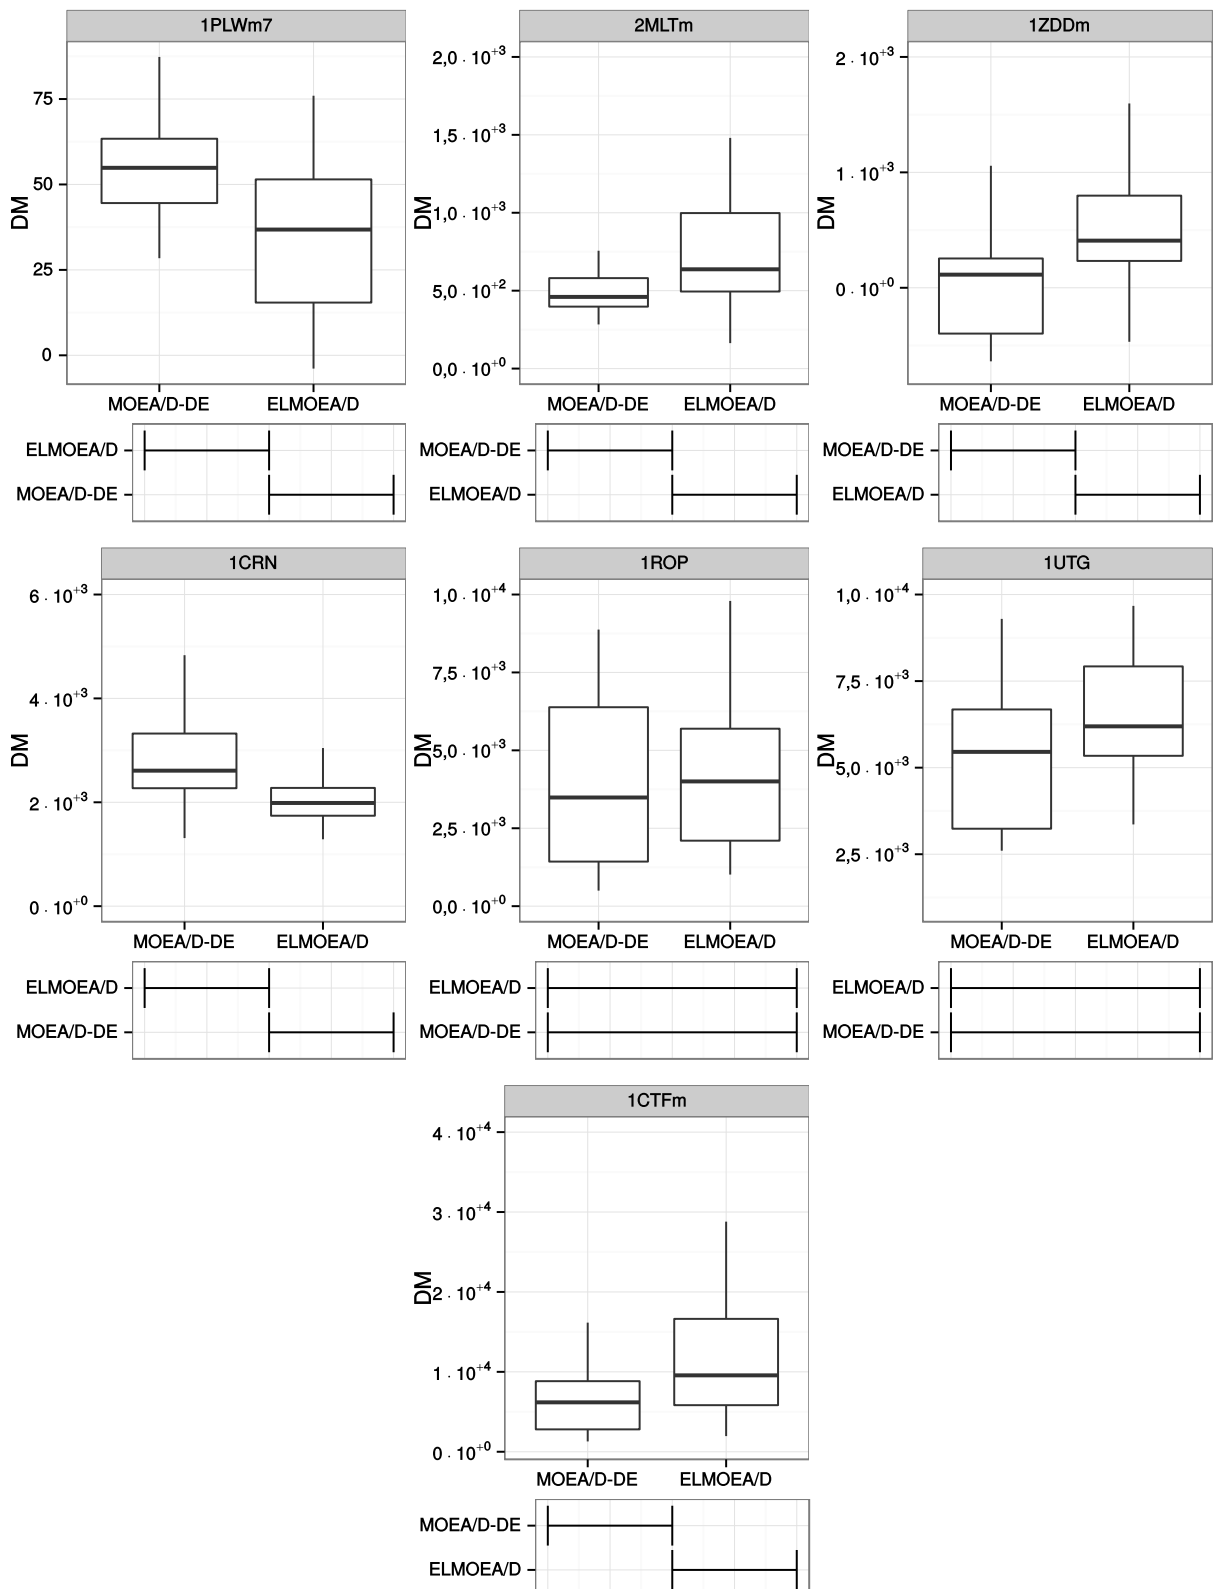 1PLWm7
2MLTm
1ZDDm
DM
75
50
25
0
DM
2,0 · 10⁺³
1,5 · 10⁺³
1,0 · 10⁺³
5,0 · 10⁺²
0,0 · 10⁺⁰
DM
2 · 10⁺³
1 · 10⁺³
0 · 10⁺⁰
MOEA/D-DE ELMOEA/D
MOEA/D-DE ELMOEA/D
MOEA/D-DE ELMOEA/D
ELMOEA/D
MOEA/D-DE
MOEA/D-DE
ELMOEA/D
MOEA/D-DE
ELMOEA/D
1CRN
1ROP
1UTG
DM
6 · 10⁺³
4 · 10⁺³
2 · 10⁺³
0 · 10⁺⁰
DM
1,0 · 10⁺⁴
7,5 · 10⁺³
5,0 · 10⁺³
2,5 · 10⁺³
0,0 · 10⁺⁰
DM
1,0 · 10⁺⁴
7,5 · 10⁺³
5,0 · 10⁺³
2,5 · 10⁺³
MOEA/D-DE ELMOEA/D
MOEA/D-DE ELMOEA/D
MOEA/D-DE ELMOEA/D
ELMOEA/D
MOEA/D-DE
ELMOEA/D
MOEA/D-DE
ELMOEA/D
MOEA/D-DE
1CTFm
DM
4 · 10⁺⁴
3 · 10⁺⁴
2 · 10⁺⁴
1 · 10⁺⁴
0 · 10⁺⁰
MOEA/D-DE ELMOEA/D
MOEA/D-DE
ELMOEA/D